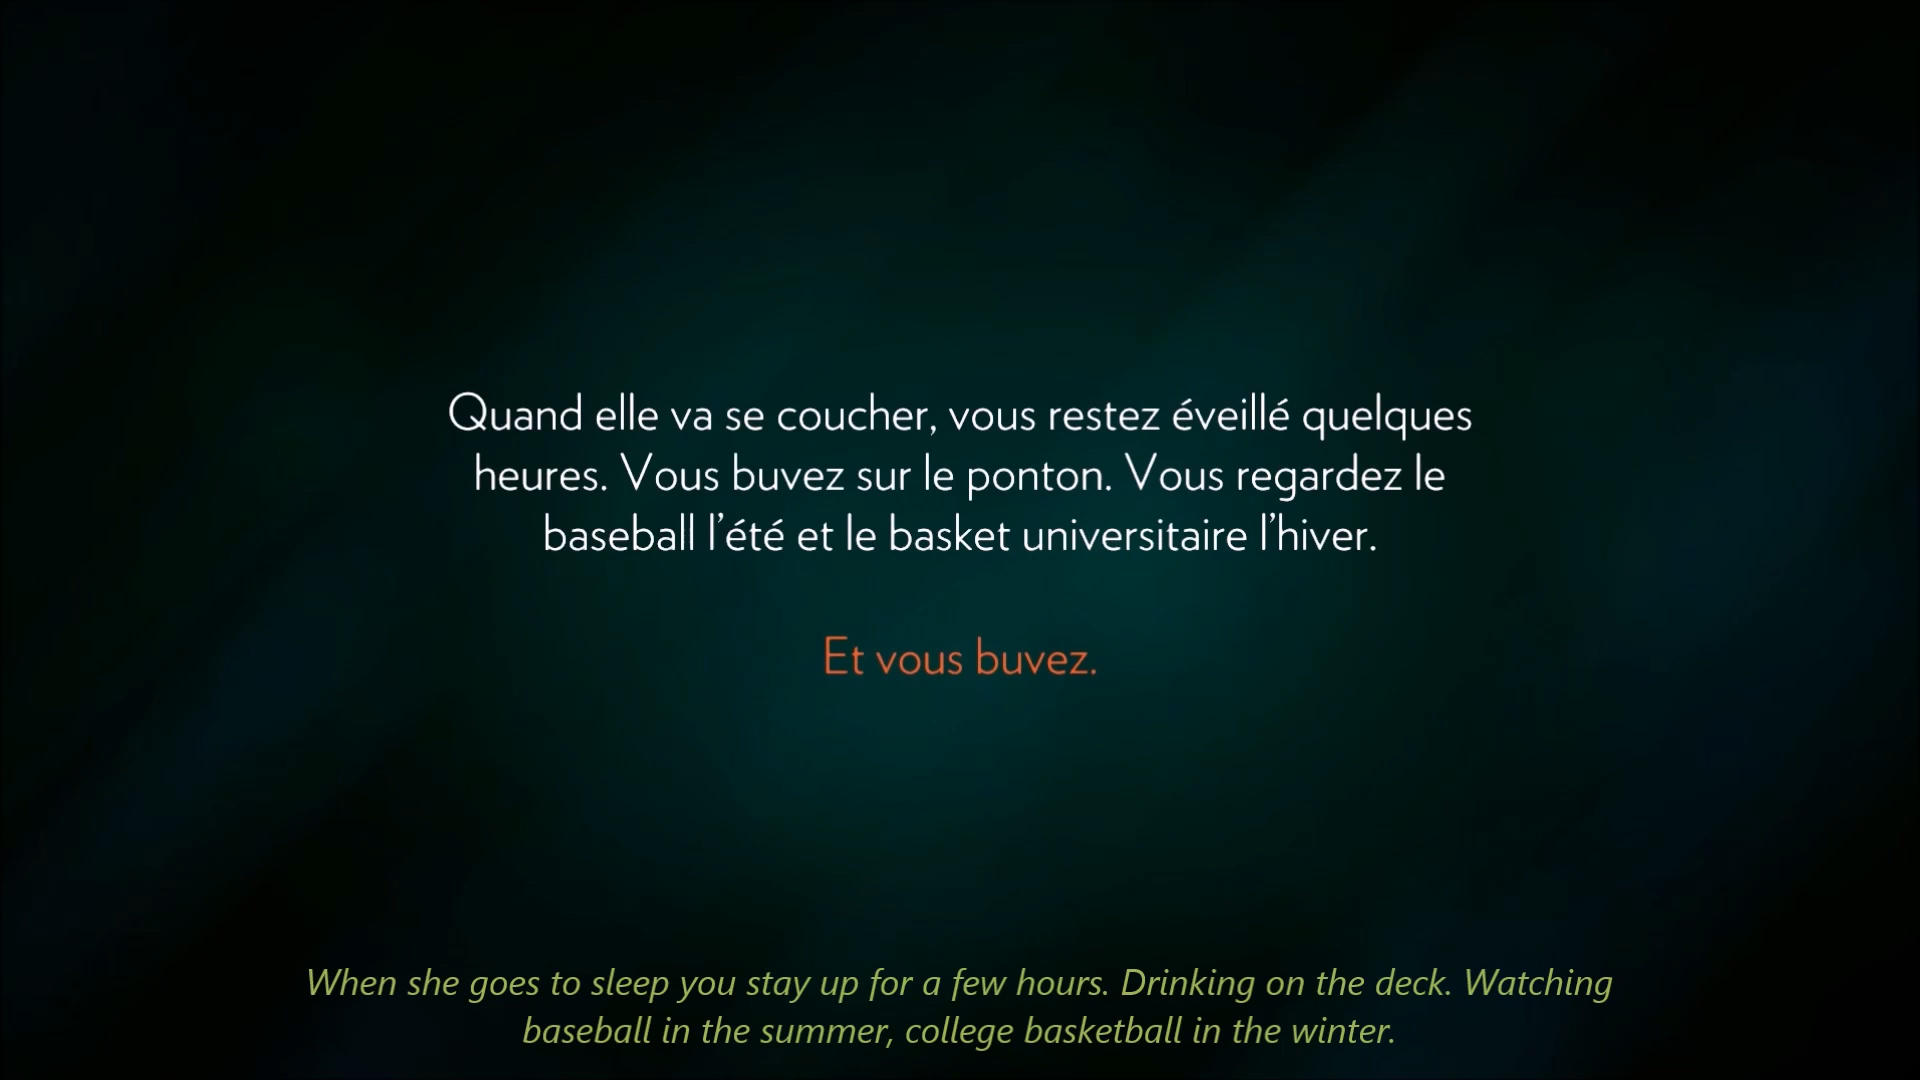 Quand elle va se coucher, vous restez éveillé quelques
heures. Vous buvez sur le ponton. Vous regardez le
baseball l’été et le basket universitaire l’hiver.
Et vous buvez.
When she goes to sleep you stay up for a few hours. Drinking on the deck. Watching
baseball in the summer, college basketball in the winter.